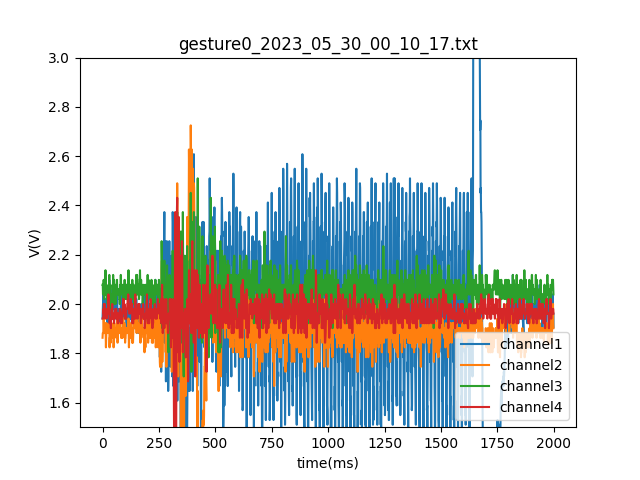 gesture0_2023_05_30_00_10_17.txt
3.0
2.8
2.6
2.4
2.2
2.0
1.8
1.6
V(V)
channel1
channel2
channel3
channel4
0 250 500 750 1000 1250 1500 1750 2000
time(ms)